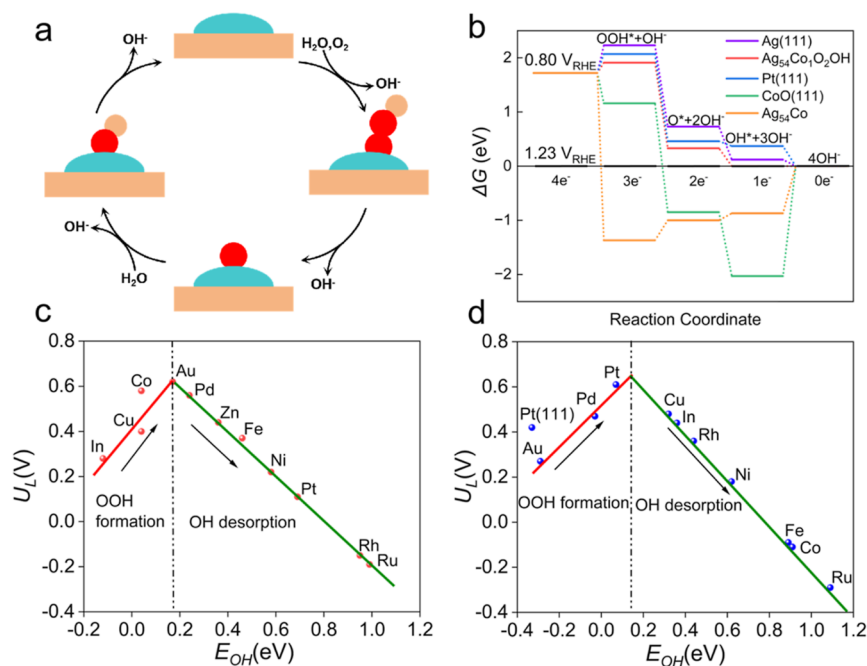 a
OH-
H2O,O2
OH-
OH-
H2O
OH-
b
ΔG (eV)
2
1
0
−1
−2
0.80 VRHE
1.23 VRHE
OOH*+OH-
O*+2OH-
OH*+3OH-
4OH-
4e-
3e-
2e-
1e-
0e-
Ag(111)
Ag54Co1O2OH
Pt(111)
CoO(111)
Ag54Co
Reaction Coordinate
c
UL(V)
0.8
0.6
0.4
0.2
0.0
-0.2
-0.4
In
Cu
Co
Au
Pd
Zn
Fe
Ni
Pt
Rh
Ru
OOH
formation
OH desorption
-0.2
0.0
0.2
0.4
0.6
0.8
1.0
1.2
EOH(eV)
d
UL(V)
0.8
0.6
0.4
0.2
0.0
-0.2
-0.4
Pt(111)
Au
Pd
Pt
Cu
In
Rh
Ni
Fe
Co
Ru
OOH formation
OH desorption
-0.4
-0.2
0.0
0.2
0.4
0.6
0.8
1.0
1.2
EOH(eV)